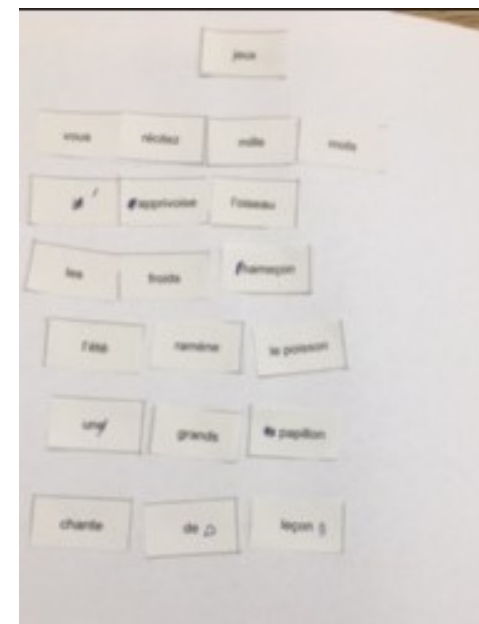 jeux
vous récitez mille mots
apprivoise l'oiseau
les froids hameçon
l'été ramène le poisson
un grands papillon
chante de leçon